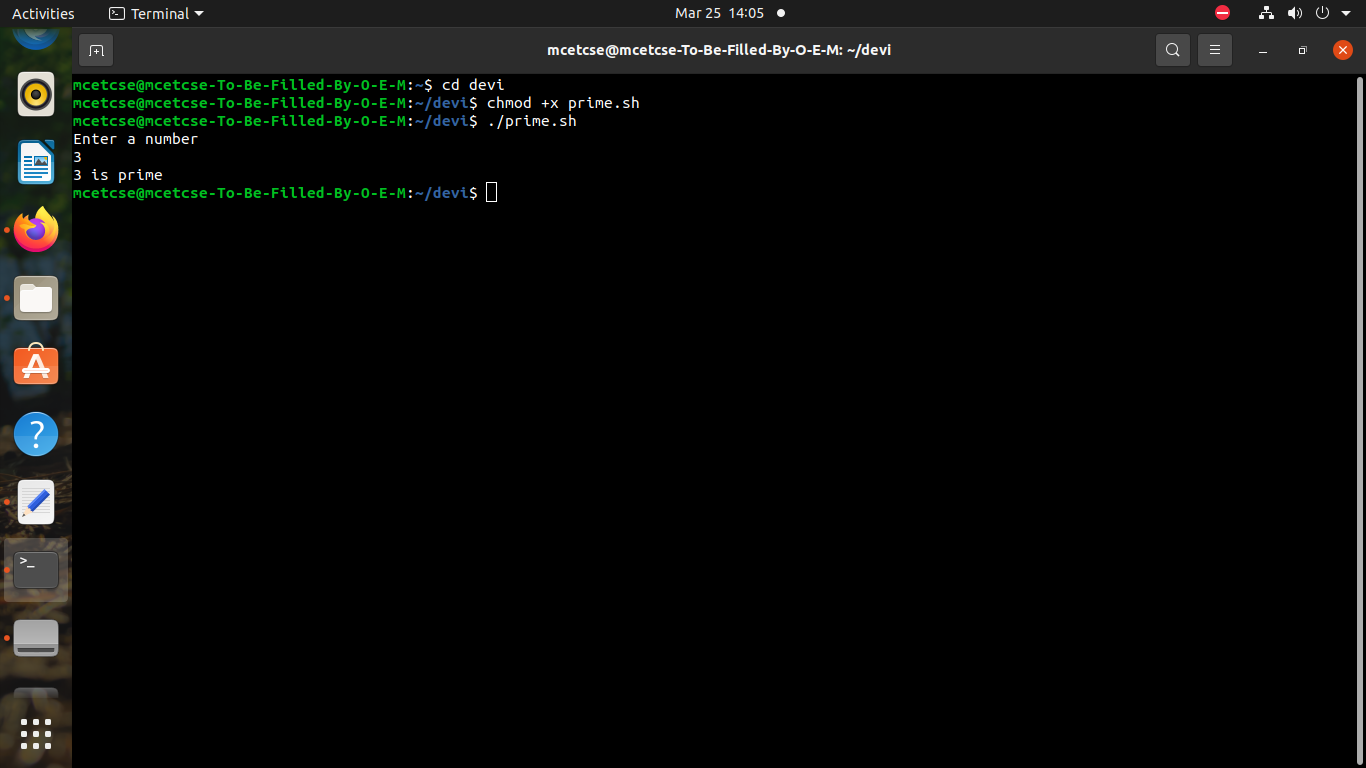 Activities Terminal Mar 25 14:05
mcetcse@mcetcse-To-Be-Filled-By-O-E-M: ~/devi
mcetcse@mcetcse-To-Be-Filled-By-O-E-M:~$ cd devi
mcetcse@mcetcse-To-Be-Filled-By-O-E-M:~/devi$ chmod +x prime.sh
mcetcse@mcetcse-To-Be-Filled-By-O-E-M:~/devi$ ./prime.sh
Enter a number
3
3 is prime
mcetcse@mcetcse-To-Be-Filled-By-O-E-M:~/devi$